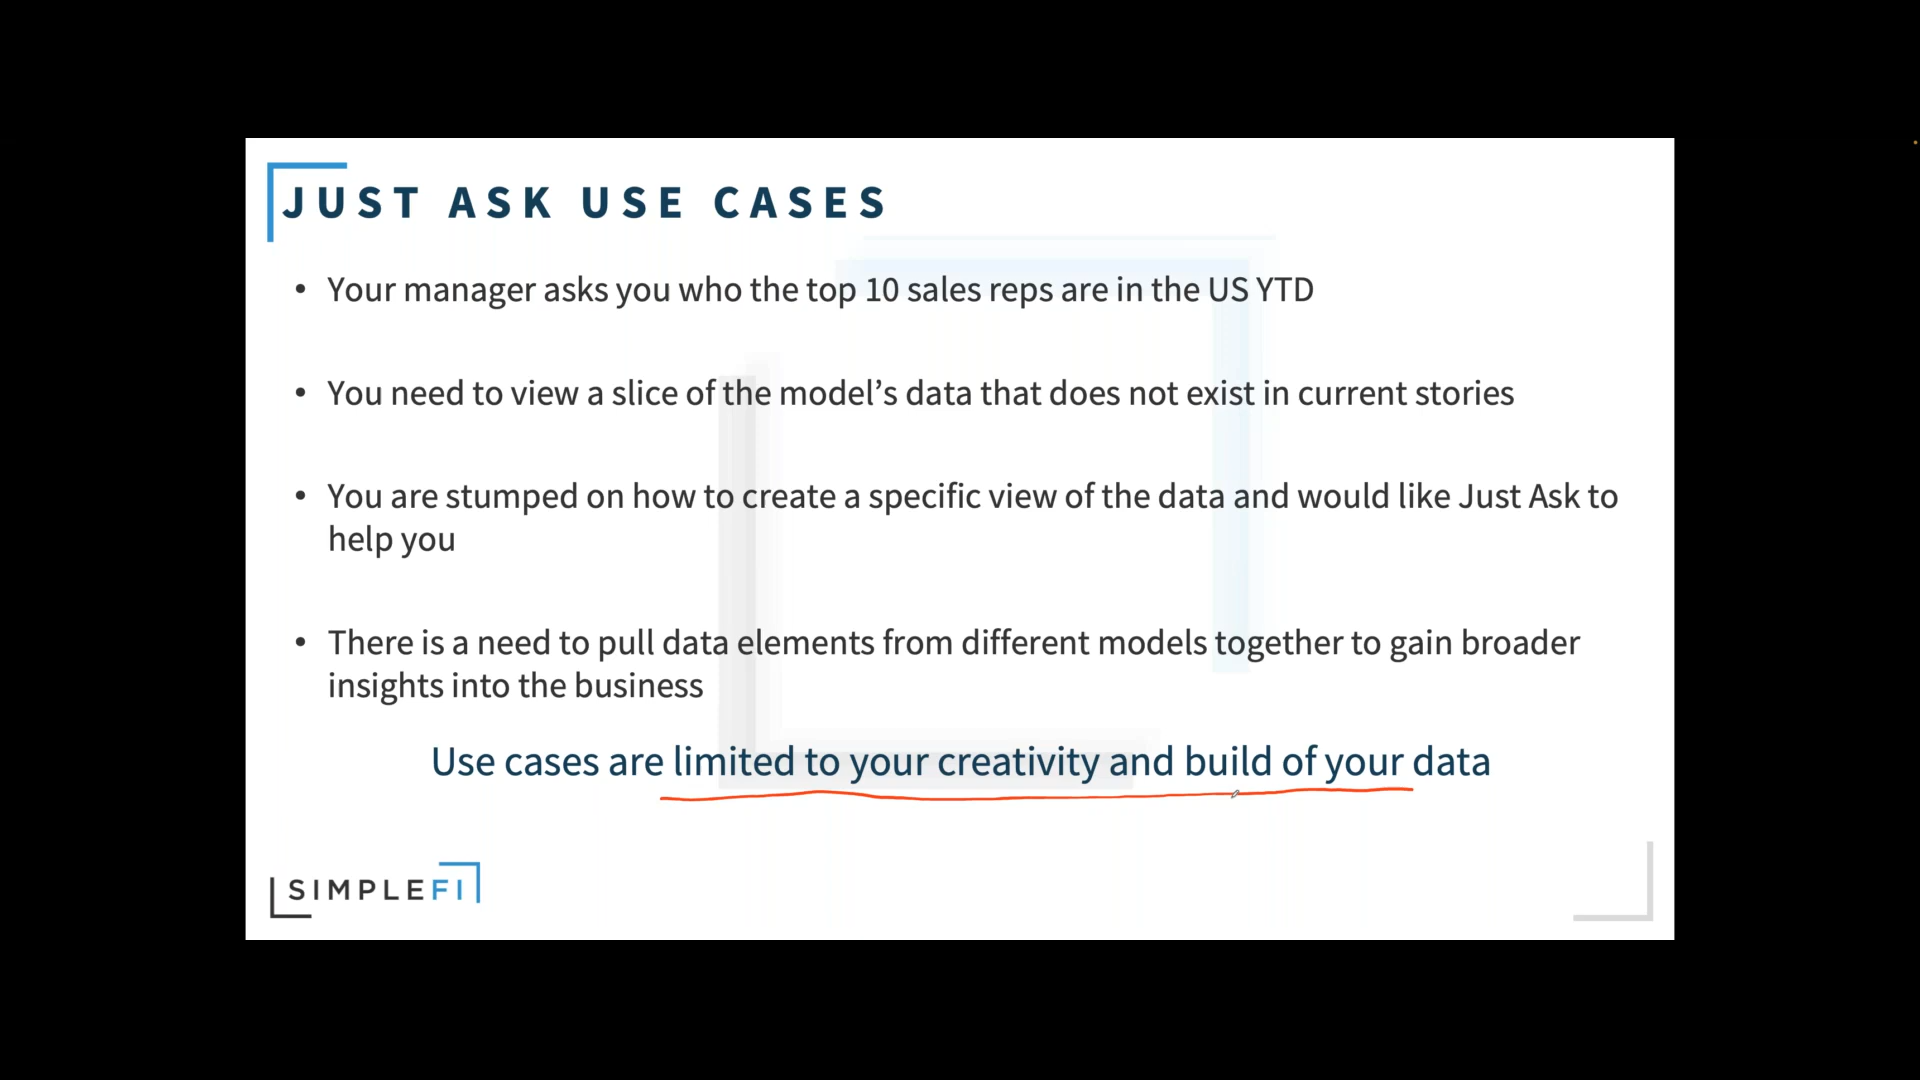 JUST ASK USE CASES
• Your manager asks you who the top 10 sales reps are in the US YTD
• You need to view a slice of the model’s data that does not exist in current stories
• You are stumped on how to create a specific view of the data and would like Just Ask to
help you
• There is a need to pull data elements from different models together to gain broader
insights into the business
Use cases are limited to your creativity and build of your data
SIMPLEFI